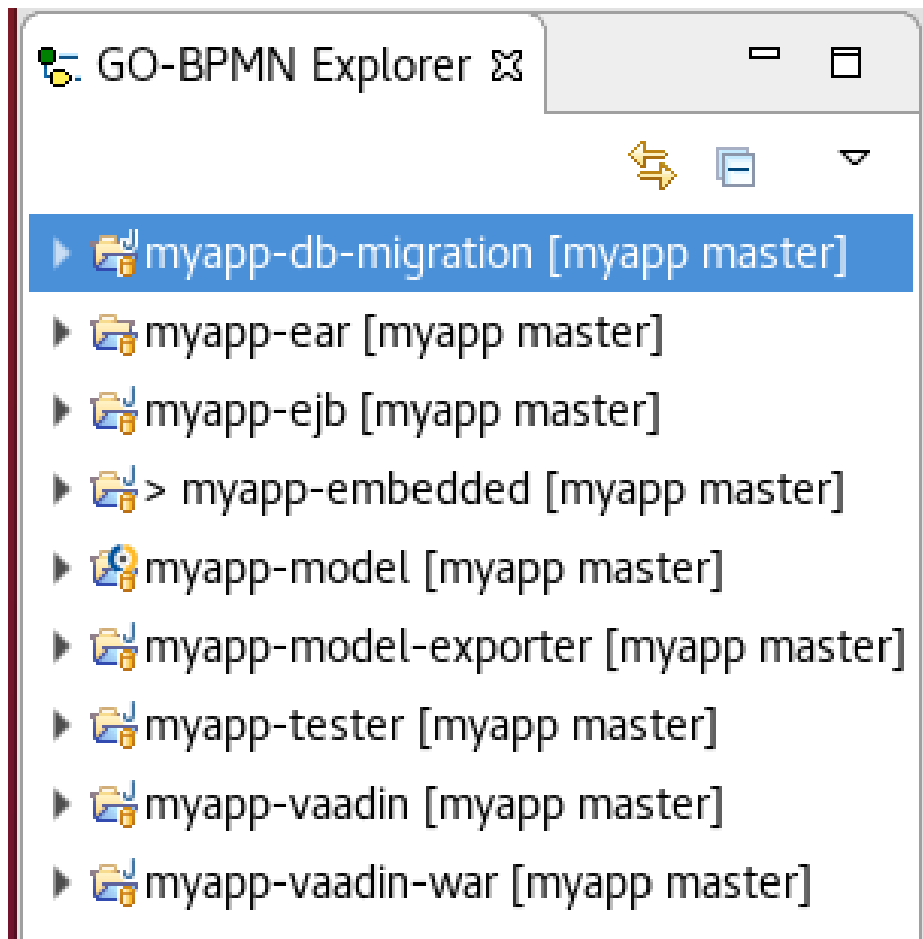 GO-BPMN Explorer
myapp-db-migration [myapp master]
myapp-ear [myapp master]
myapp-ejb [myapp master]
> myapp-embedded [myapp master]
myapp-model [myapp master]
myapp-model-exporter [myapp master]
myapp-tester [myapp master]
myapp-vaadin [myapp master]
myapp-vaadin-war [myapp master]